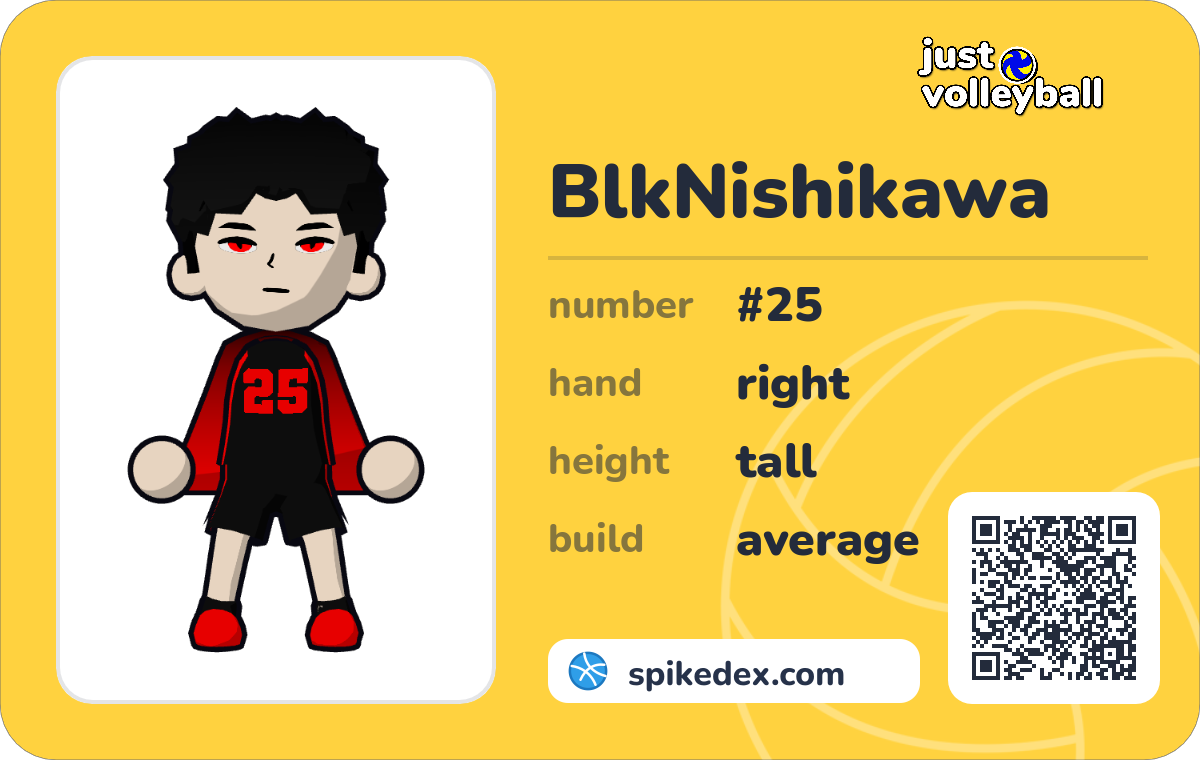 just
volleyball
BlkNishikawa
number #25
hand right
height tall
build average
25
spikedex.com